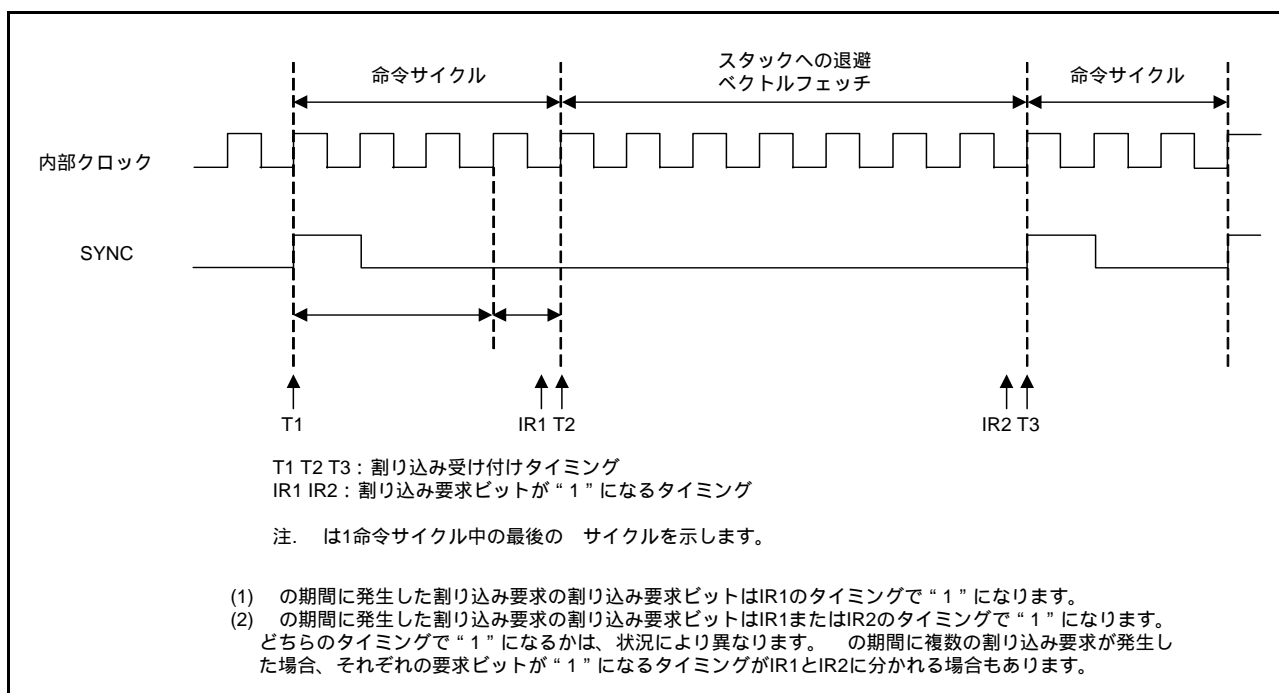 スタックへの退避
命令サイクル ベクトルフェッチ 命令サイクル
内部クロック
SYNC
T1 IR1 T2 IR2 T3
T1 T2 T3:割り込み受け付けタイミング
IR1 IR2:割り込み要求ビットが“1”になるタイミング
注. は1命令サイクル中の最後の サイクルを示します。
(1) の期間に発生した割り込み要求の割り込み要求ビットはIR1のタイミングで“1”になります。
(2) の期間に発生した割り込み要求の割り込み要求ビットはIR1またはIR2のタイミングで“1”になります。
どちらのタイミングで“1”になるかは、状況により異なります。 の期間に複数の割り込み要求が発生し
た場合、それぞれの要求ビットが“1”になるタイミングがIR1とIR2に分かれる場合もあります。